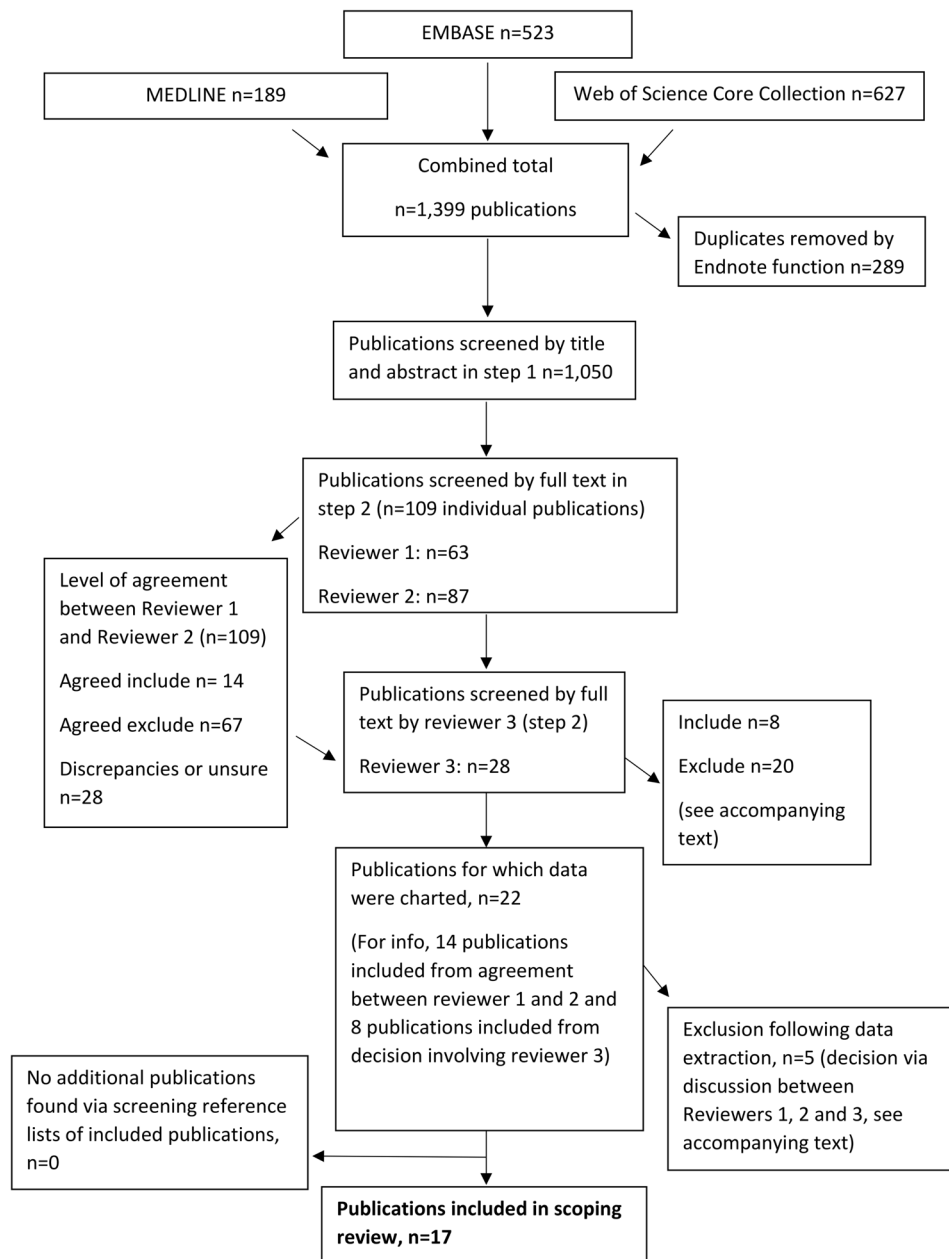 EMBASE n=523
MEDLINE n=189
Web of Science Core Collection n=627
Combined total
n=1,399 publications
Duplicates removed by
Endnote function n=289
Publications screened by title
and abstract in step 1 n=1,050
Publications screened by full text in
step 2 (n=109 individual publications)
Reviewer 1: n=63
Reviewer 2: n=87
Level of agreement
between Reviewer 1
and Reviewer 2 (n=109)
Agreed include n= 14
Agreed exclude n=67
Discrepancies or unsure
n=28
Publications screened by full
text by reviewer 3 (step 2)
Reviewer 3: n=28
Include n=8
Exclude n=20
(see accompanying
text)
Publications for which data
were charted, n=22
(For info, 14 publications
included from agreement
between reviewer 1 and 2 and
8 publications included from
decision involving reviewer 3)
Exclusion following data
extraction, n=5 (decision via
discussion between
Reviewers 1, 2 and 3, see
accompanying text)
No additional publications
found via screening reference
lists of included publications,
n=0
Publications included in scoping
review, n=17